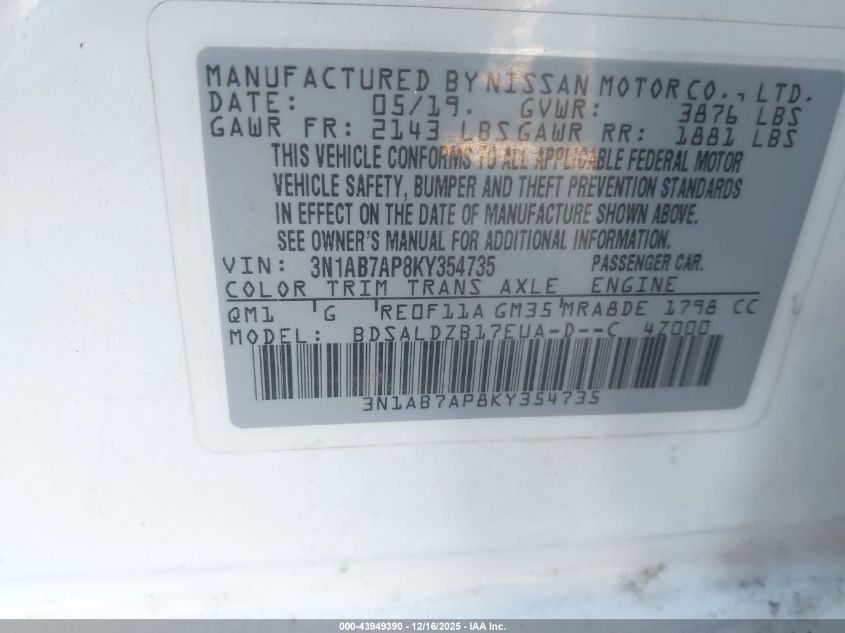 MANUFACTURED BY NISSAN MOTOR CO., LTD.
DATE: 05/19. GVWR: 3876 LBS
GAWR FR: 2143 LBS GAWR RR: 1881 LBS
THIS VEHICLE CONFORMS TO ALL APPLICABLE FEDERAL MOTOR
VEHICLE SAFETY, BUMPER AND THEFT PREVENTION STANDARDS
IN EFFECT ON THE DATE OF MANUFACTURE SHOWN ABOVE.
SEE OWNER'S MANUAL FOR ADDITIONAL INFORMATION.
VIN: 3N1AB7AP8KY354735 PASSENGER CAR.
COLOR TRIM TRANS AXLE ENGINE
QM1 G RE0F11A GM35 MRA8DE 1798 CC
MODEL: BDSALDZB17EUA-D--C 4Z000
3N1AB7AP8KY354735
000-43949390 - 12/16/2025 - IAA Inc.